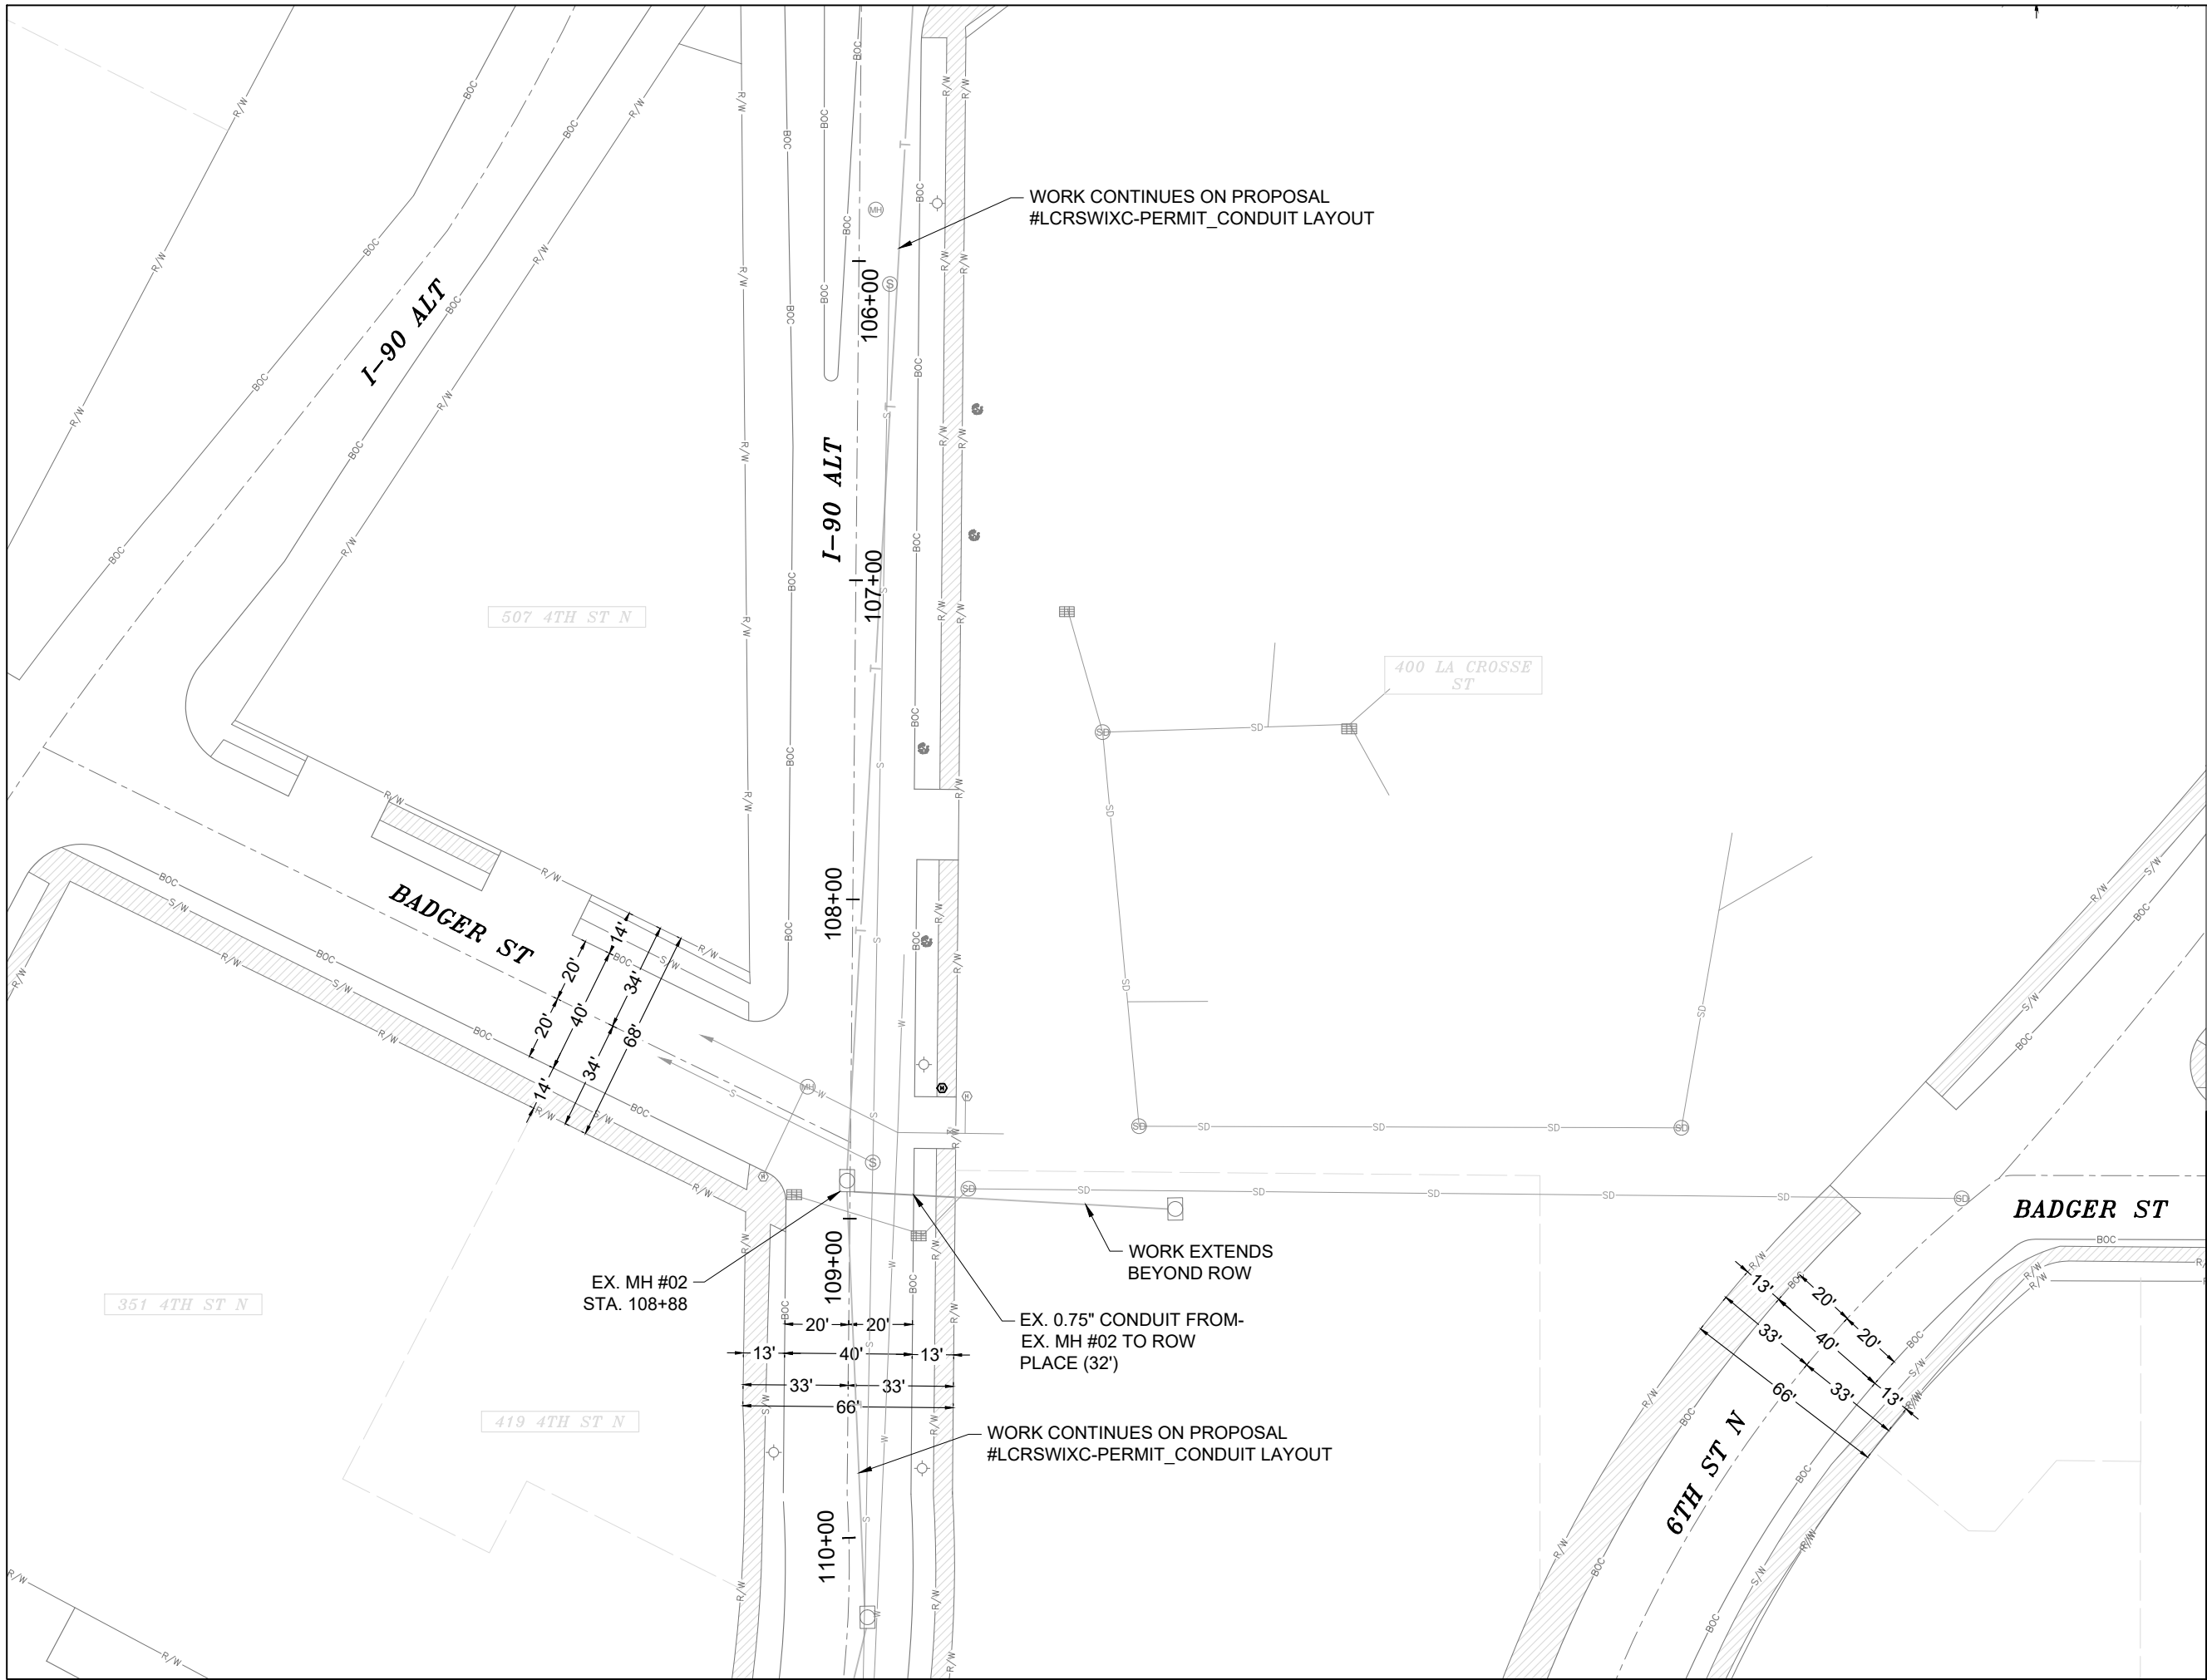 WORK CONTINUES ON PROPOSAL
#LCRSWIXC-PERMIT_CONDUIT LAYOUT
I-90 ALT
106+00
I-90 ALT
107+00
507 4TH ST N
400 LA CROSSE
ST
108+00
BADGER ST
14'
20'
34'
40'
20'
68'
34'
14'
BADGER ST
EX. MH #02
STA. 108+88
109+00
WORK EXTENDS
BEYOND ROW
351 4TH ST N
EX. 0.75" CONDUIT FROM-
EX. MH #02 TO ROW
PLACE (32')
20' 20'
13' 40' 13'
33' 33'
66'
13'
20'
20'
33'
40'
66'
33'
13'
419 4TH ST N
WORK CONTINUES ON PROPOSAL
#LCRSWIXC-PERMIT_CONDUIT LAYOUT
6TH ST N
110+00
R/W
BOC
S/W
SD
MH
S
T
W
H